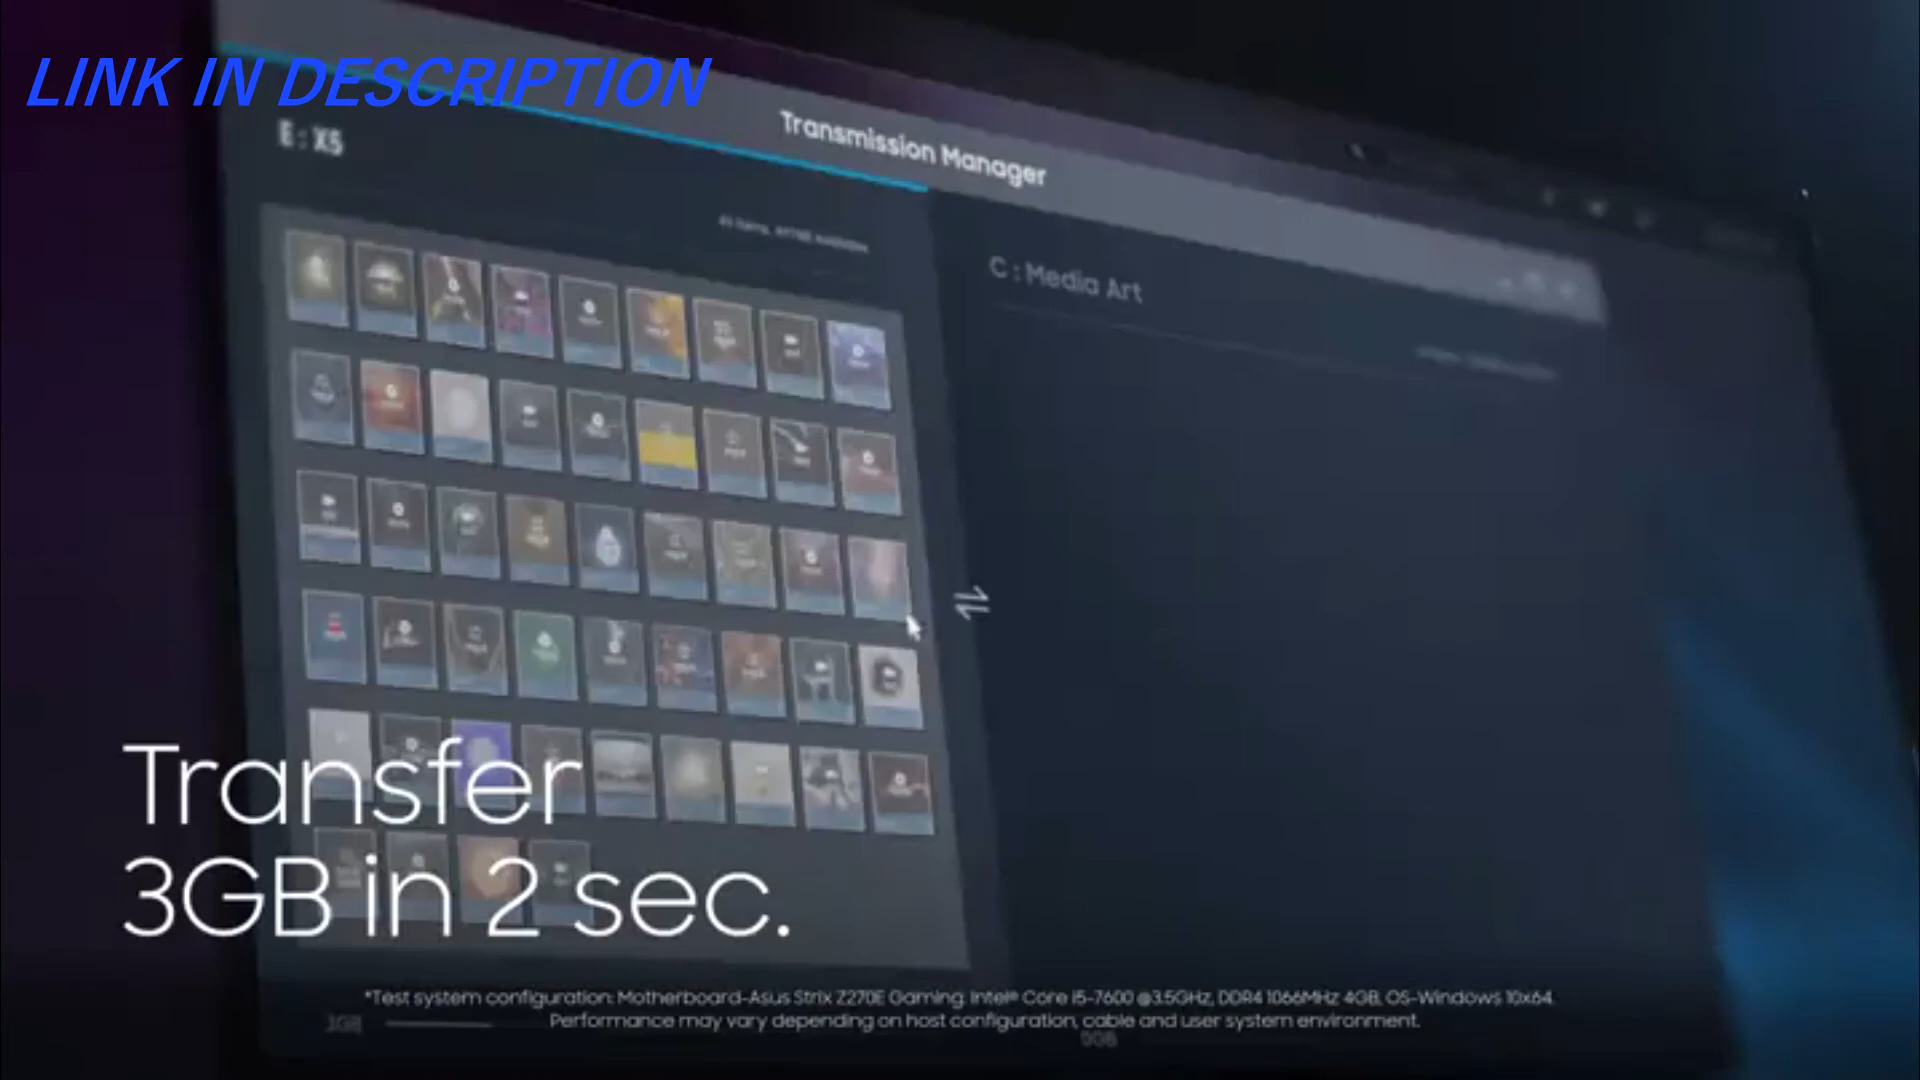 LINK IN DESCRIPTION
Transmission Manager
E : X5
C : Media Art
Transfer
3GB in 2 sec.
*Test system configuration: Motherboard-Asus Strix Z270E Gaming, Intel® Core i5-7600 @3.5GHz, DDR4 1066MHz 4GB, OS-Windows 10x64.
Performance may vary depending on host configuration, cable and user system environment.
3GB
0GB